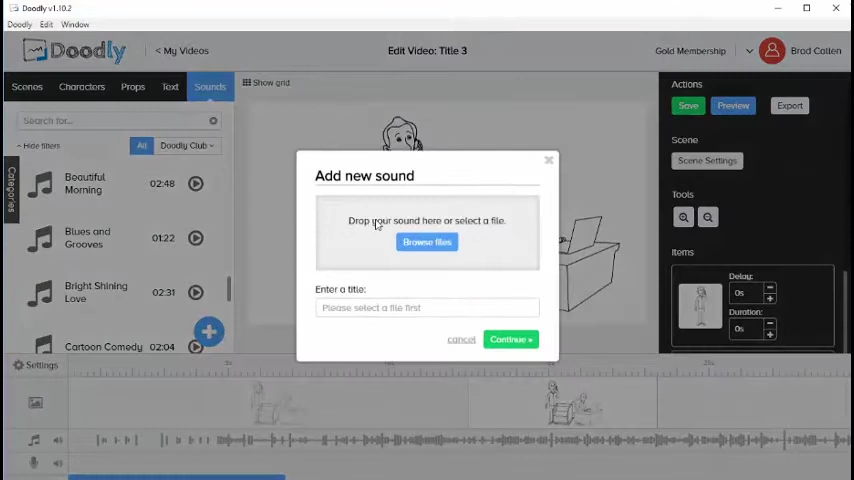 Doodly v1.10.2
Doodly Edit Window
Doodly
< My Videos
Edit Video: Title 3
Gold Membership
Brad Callen
Scenes Characters Props Text Sounds
Show grid
Search for...
Hide filters
All Doodly Club
Categories
Beautiful
Morning
02:48
Blues and
Grooves
01:22
Bright Shining
Love
02:31
Cartoon Comedy 02:04
Add new sound
Drop your sound here or select a file.
Browse files
Enter a title:
Please select a file first
cancel Continue »
Actions
Save Preview Export
Scene
Scene Settings
Tools
Items
Delay:
0s
Duration:
0s
Settings